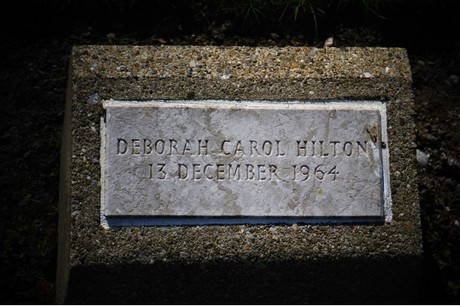 DEBORAH CAROL HILTON
13 DECEMBER 1964